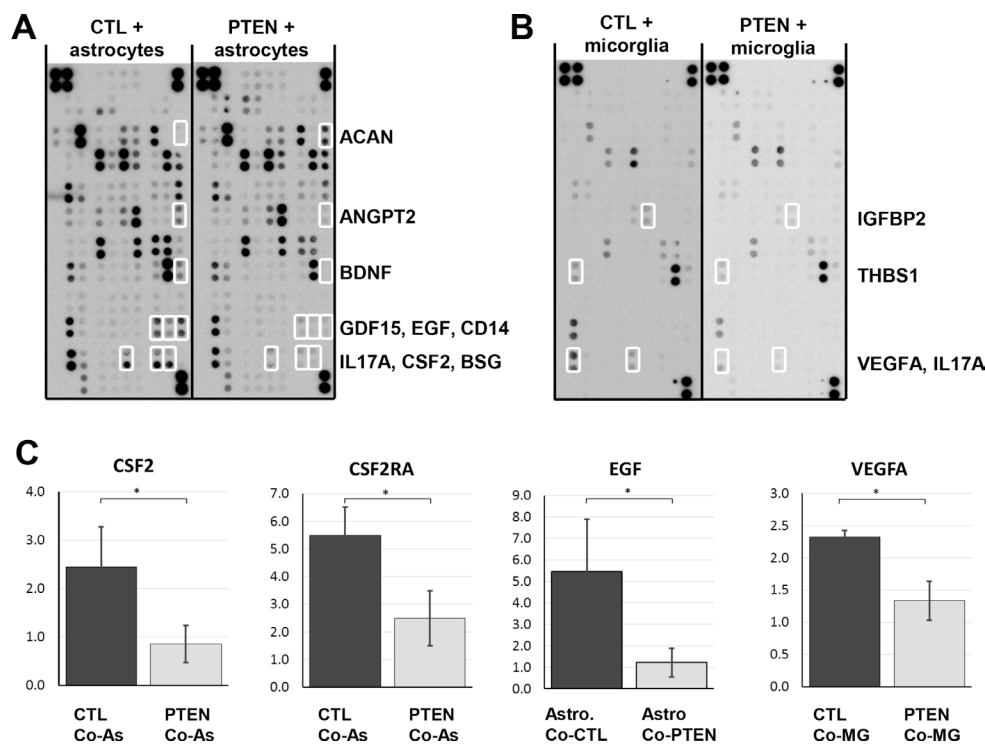 A
CTL +
astrocytes
PTEN +
astrocytes
ACAN
ANGPT2
BDNF
GDF15, EGF, CD14
IL17A, CSF2, BSG
B
CTL +
micorglia
PTEN +
microglia
IGFBP2
THBS1
VEGFA, IL17A
C
CSF2
4.0
3.0
2.0
1.0
0.0
*
CTL
Co-As
PTEN
Co-As
CSF2RA
7.0
6.0
5.0
4.0
3.0
2.0
1.0
0.0
*
CTL
Co-As
PTEN
Co-As
EGF
9.0
8.0
7.0
6.0
5.0
4.0
3.0
2.0
1.0
0.0
*
Astro.
Co-CTL
Astro
Co-PTEN
VEGFA
3.0
2.5
2.0
1.5
1.0
0.5
0.0
*
CTL
Co-MG
PTEN
Co-MG